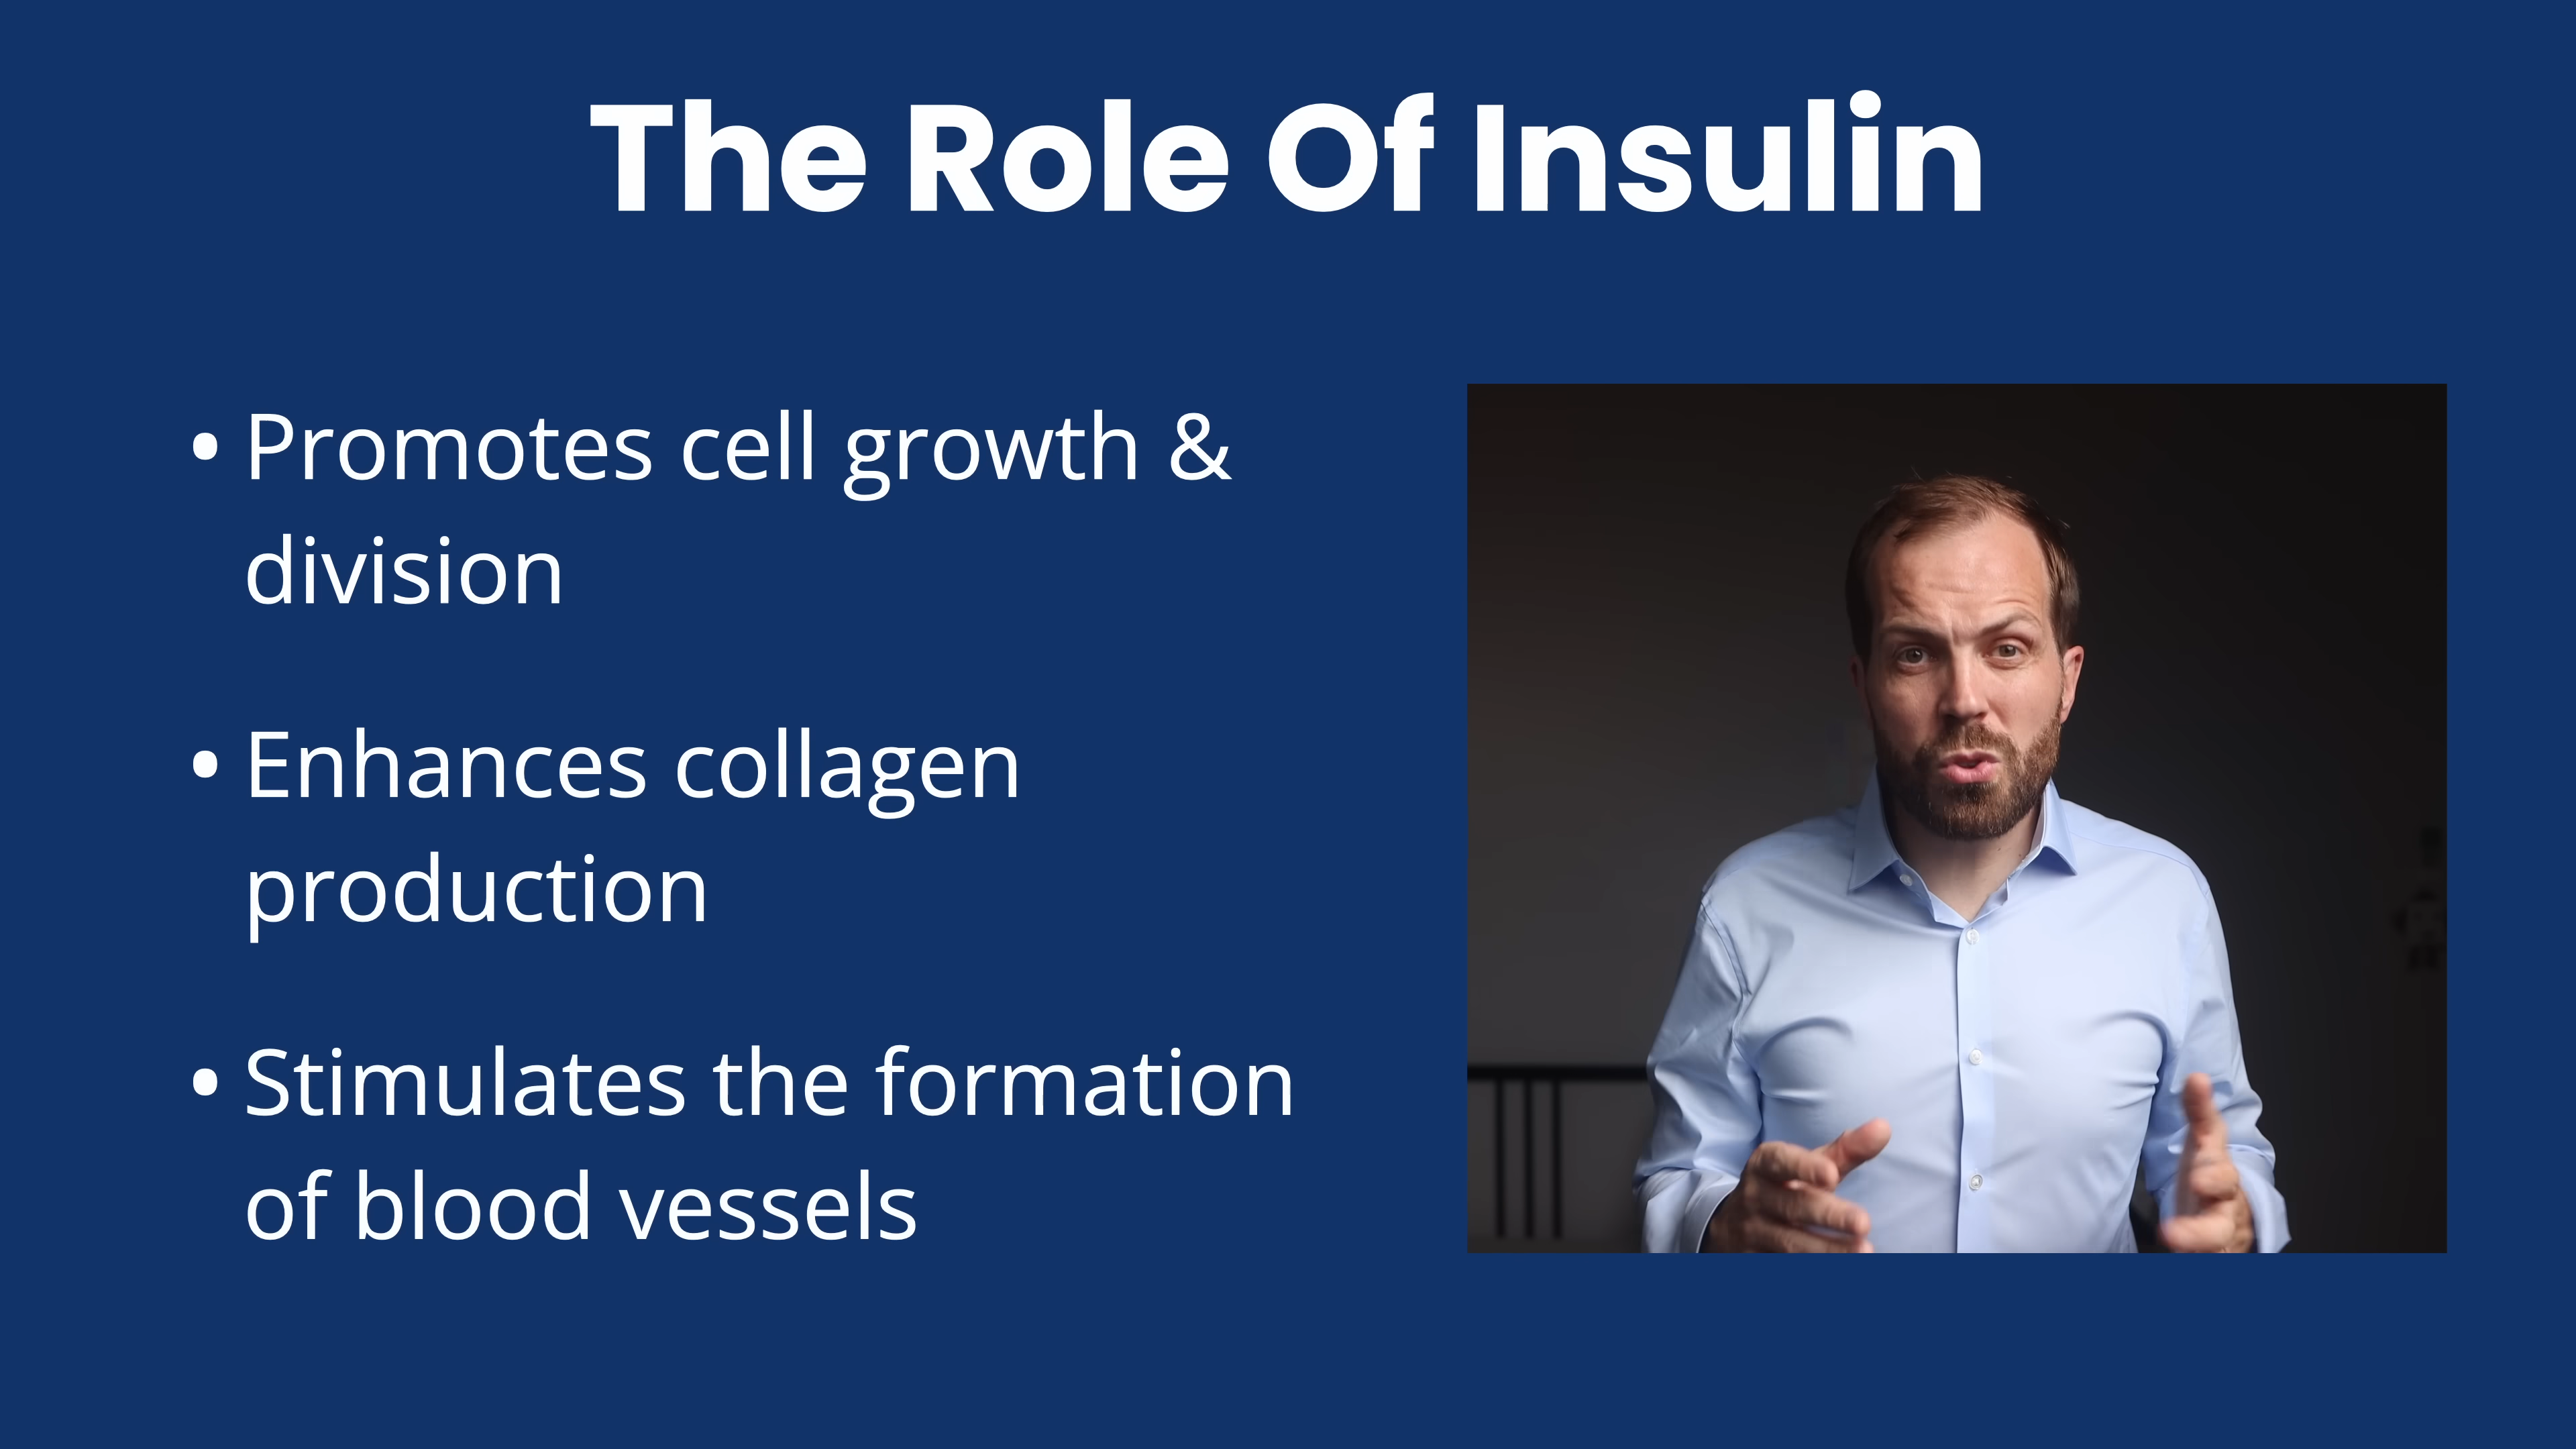 The Role Of Insulin
• Promotes cell growth &
division
• Enhances collagen
production
• Stimulates the formation
of blood vessels